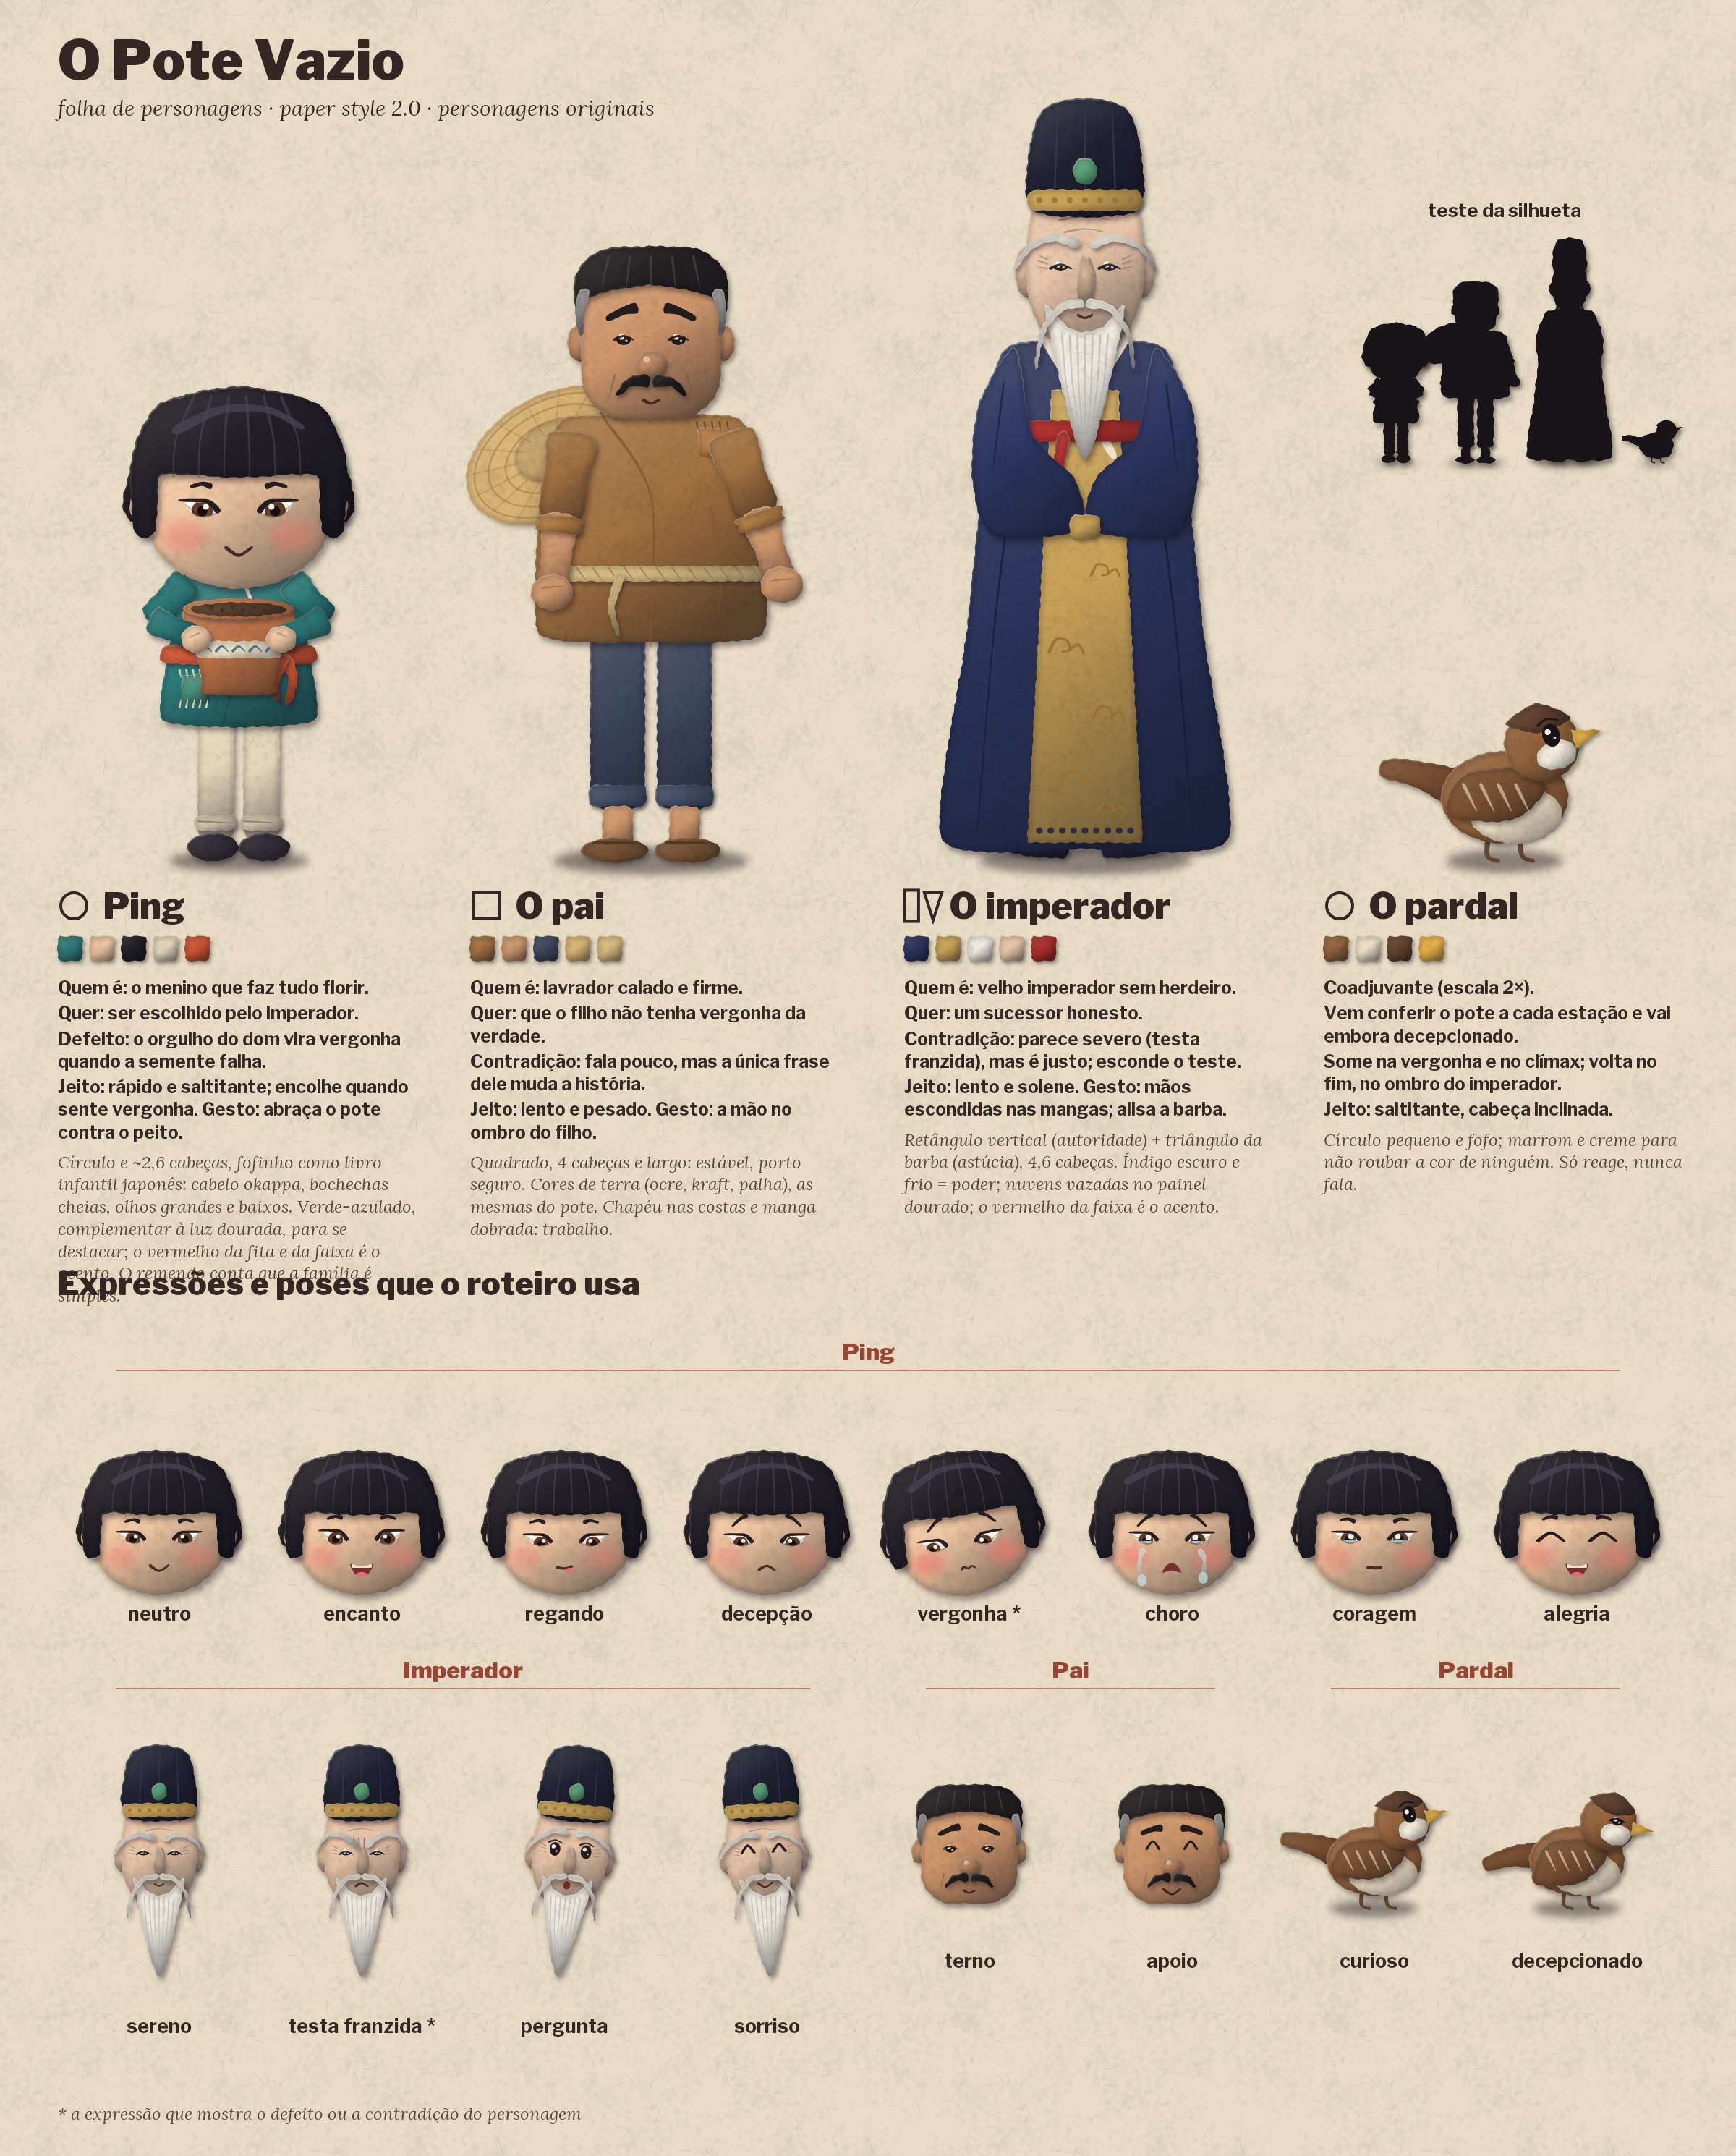 O Pote Vazio
folha de personagens · paper style 2.0 · personagens originais
teste da silhueta
Ping
Quem é: o menino que faz tudo florir.
Quer: ser escolhido pelo imperador.
Defeito: o orgulho do dom vira vergonha
quando a semente falha.
Jeito: rápido e saltitante; encolhe quando
sente vergonha. Gesto: abraça o pote
contra o peito.
Círculo e ~2,6 cabeças, fofinho como livro
infantil japonês: cabelo okappa, bochechas
cheias, olhos grandes e baixos. Verde-azulado,
complementar à luz dourada, para se
destacar; o vermelho da fita e da faixa é o
acento. O remendo conta que a família é
simples.
O pai
Quem é: lavrador calado e firme.
Quer: que o filho não tenha vergonha da
verdade.
Contradição: fala pouco, mas a única frase
dele muda a história.
Jeito: lento e pesado. Gesto: a mão no
ombro do filho.
Quadrado, 4 cabeças e largo: estável, porto
seguro. Cores de terra (ocre, kraft, palha), as
mesmas do pote. Chapéu nas costas e manga
dobrada: trabalho.
O imperador
Quem é: velho imperador sem herdeiro.
Quer: um sucessor honesto.
Contradição: parece severo (testa
franzida), mas é justo; esconde o teste.
Jeito: lento e solene. Gesto: mãos
escondidas nas mangas; alisa a barba.
Retângulo vertical (autoridade) + triângulo da
barba (astúcia), 4,6 cabeças. Índigo escuro e
frio = poder; nuvens vazadas no painel
dourado; o vermelho da faixa é o acento.
O pardal
Coadjuvante (escala 2×).
Vem conferir o pote a cada estação e vai
embora decepcionado.
Some na vergonha e no clímax; volta no
fim, no ombro do imperador.
Jeito: saltitante, cabeça inclinada.
Círculo pequeno e fofo; marrom e creme para
não roubar a cor de ninguém. Só reage, nunca
fala.
Expressões e poses que o roteiro usa
Ping
neutro
encanto
regando
decepção
vergonha *
choro
coragem
alegria
Imperador
Pai
Pardal
sereno
testa franzida *
pergunta
sorriso
terno
apoio
curioso
decepcionado
* a expressão que mostra o defeito ou a contradição do personagem